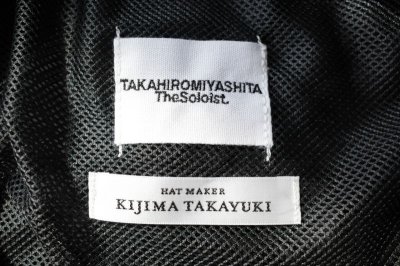 TAKAHIROMIYASHITA
TheSoloist.
HAT MAKER
KIJIMA TAKAYUKI